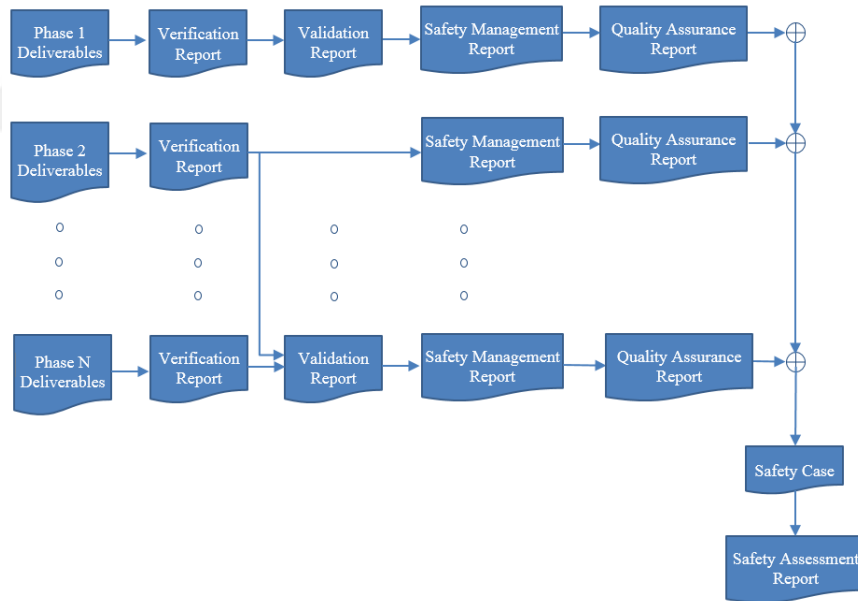 Phase 1
Deliverables
Verification
Report
Validation
Report
Safety Management
Report
Quality Assurance
Report
Phase 2
Deliverables
Verification
Report
Safety Management
Report
Quality Assurance
Report
Phase N
Deliverables
Verification
Report
Validation
Report
Safety Management
Report
Quality Assurance
Report
Safety Case
Safety Assessment
Report